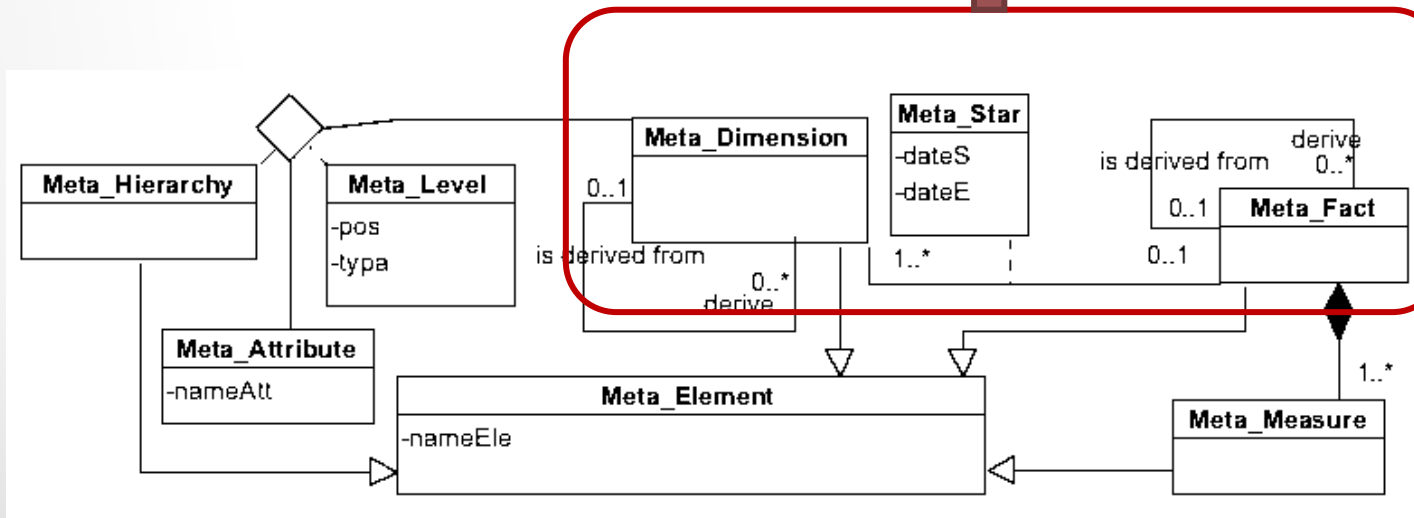 Meta_Hierarchy
Meta_Level
-pos
-typa
Meta_Attribute
-nameAtt
Meta_Dimension
0..1
is derived from
0..*
derive
Meta_Star
-dateS
-dateE
1..*
0..1
is derived from
derive
0..*
0..1
Meta_Fact
Meta_Element
-nameEle
1..*
Meta_Measure